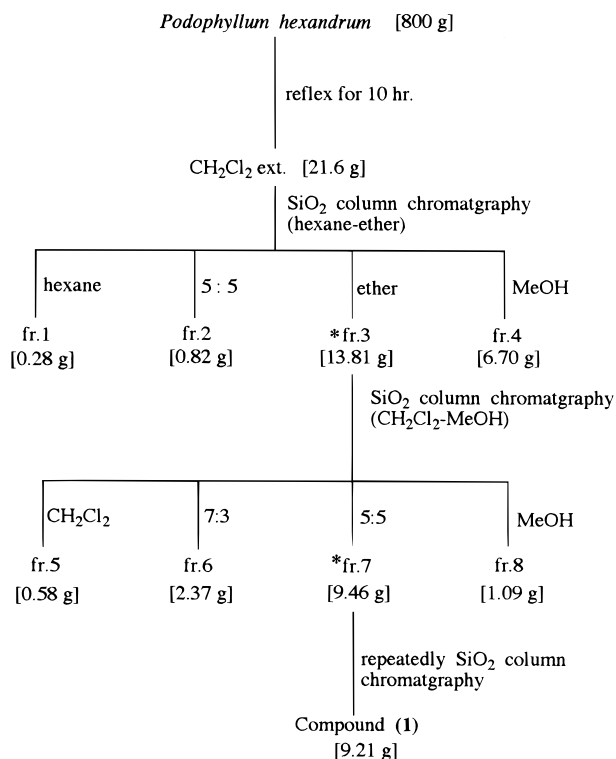 Podophyllum hexandrum [800 g]
reflex for 10 hr.
CH₂Cl₂ ext. [21.6 g]
SiO₂ column chromatgraphy
(hexane-ether)
hexane 5 : 5 ether MeOH
fr.1 fr.2 *fr.3 fr.4
[0.28 g] [0.82 g] [13.81 g] [6.70 g]
SiO₂ column chromatgraphy
(CH₂Cl₂-MeOH)
CH₂Cl₂ 7:3 5:5 MeOH
fr.5 fr.6 *fr.7 fr.8
[0.58 g] [2.37 g] [9.46 g] [1.09 g]
repeatedly SiO₂ column
chromatgraphy
Compound (1)
[9.21 g]